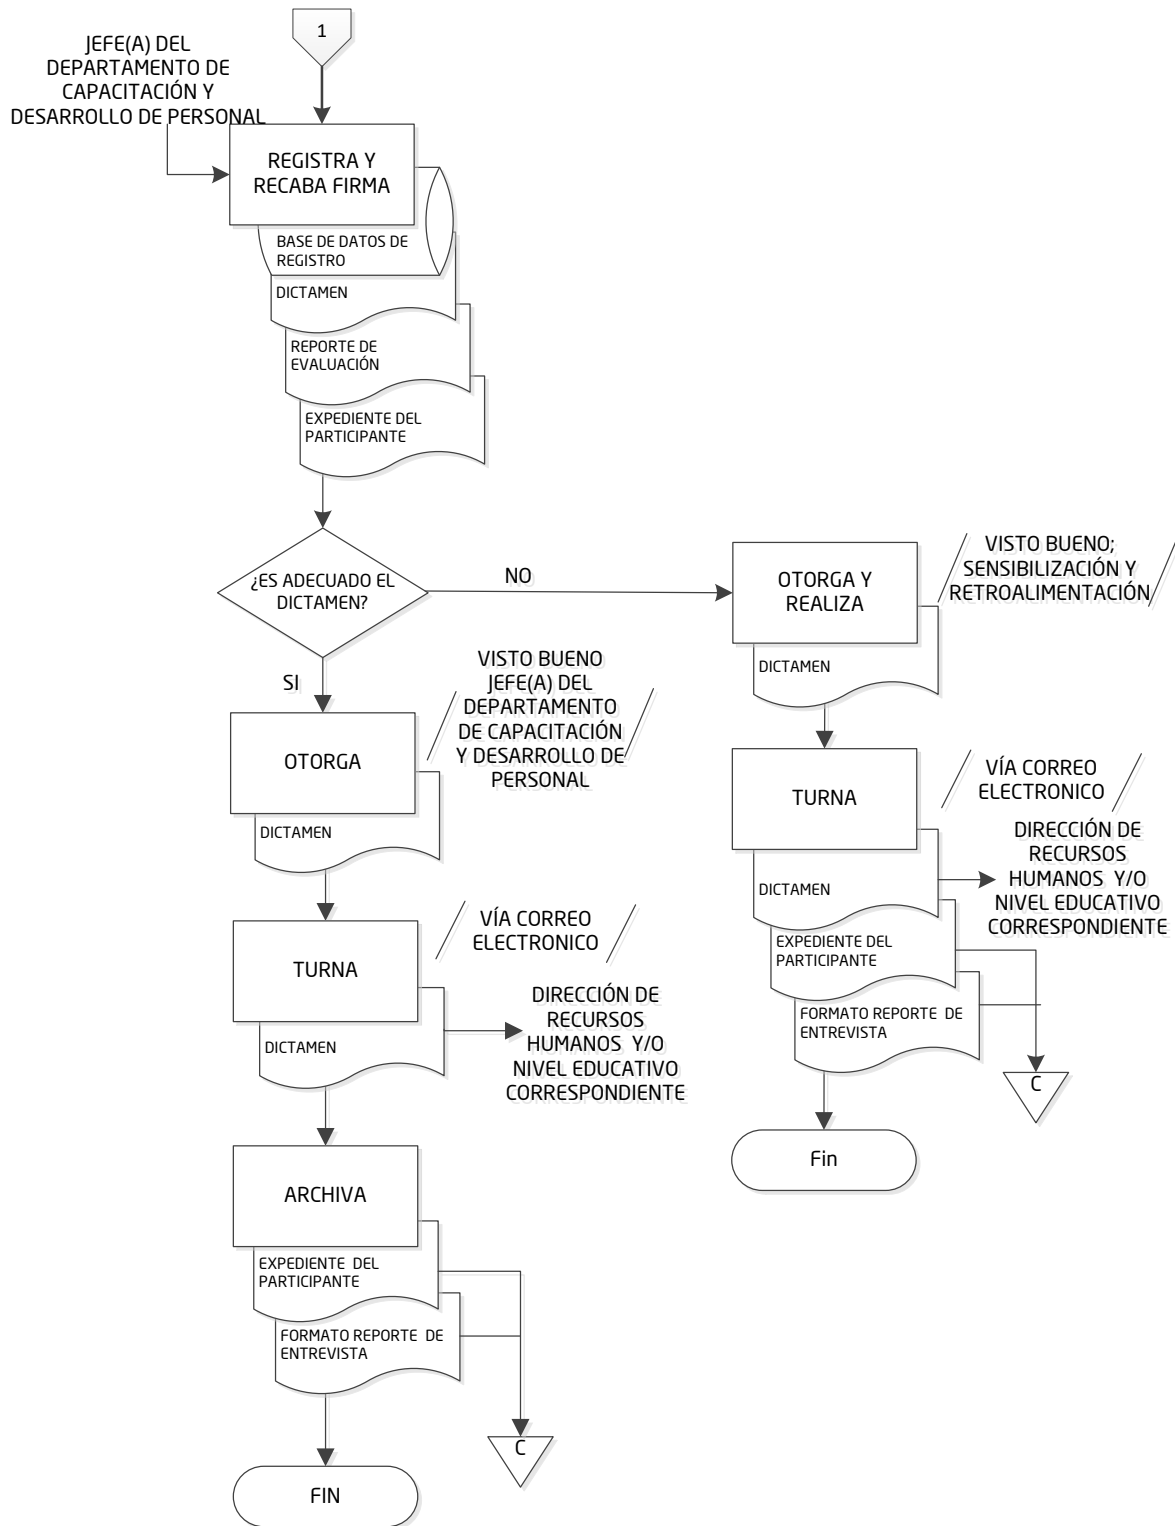 1
JEFE(A) DEL
DEPARTAMENTO DE
CAPACITACIÓN Y
DESARROLLO DE PERSONAL
REGISTRA Y
RECABA FIRMA
BASE DE DATOS DE
REGISTRO
DICTAMEN
REPORTE DE
EVALUACIÓN
EXPEDIENTE DEL
PARTICIPANTE
¿ES ADECUADO EL
DICTAMEN?
NO
OTORGA Y
REALIZA
VISTO BUENO;
SENSIBILIZACIÓN Y
RETROALIMENTACIÓN
DICTAMEN
SI
VISTO BUENO
JEFE(A) DEL
DEPARTAMENTO
DE CAPACITACIÓN
Y DESARROLLO DE
PERSONAL
OTORGA
DICTAMEN
TURNA
VÍA CORREO
ELECTRONICO
DIRECCIÓN DE
RECURSOS
HUMANOS Y/O
NIVEL EDUCATIVO
CORRESPONDIENTE
DICTAMEN
EXPEDIENTE DEL
PARTICIPANTE
FORMATO REPORTE DE
ENTREVISTA
C
Fin
TURNA
VÍA CORREO
ELECTRONICO
DIRECCIÓN DE
RECURSOS
HUMANOS Y/O
NIVEL EDUCATIVO
CORRESPONDIENTE
DICTAMEN
ARCHIVA
EXPEDIENTE DEL
PARTICIPANTE
FORMATO REPORTE DE
ENTREVISTA
C
FIN